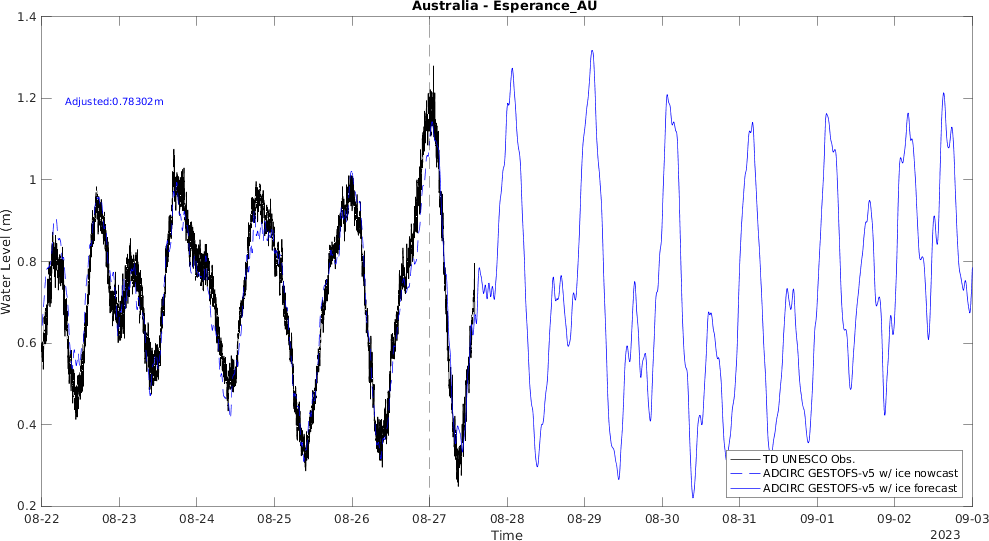 Australia - Esperance_AU
1.4
1.2
1
0.8
0.6
0.4
0.2
Water Level (m)
Adjusted:0.78302m
TD UNESCO Obs.
ADCIRC GESTOFS-v5 w/ ice nowcast
ADCIRC GESTOFS-v5 w/ ice forecast
08-22 08-23 08-24 08-25 08-26 08-27 08-28 08-29 08-30 08-31 09-01 09-02 09-03
Time
2023